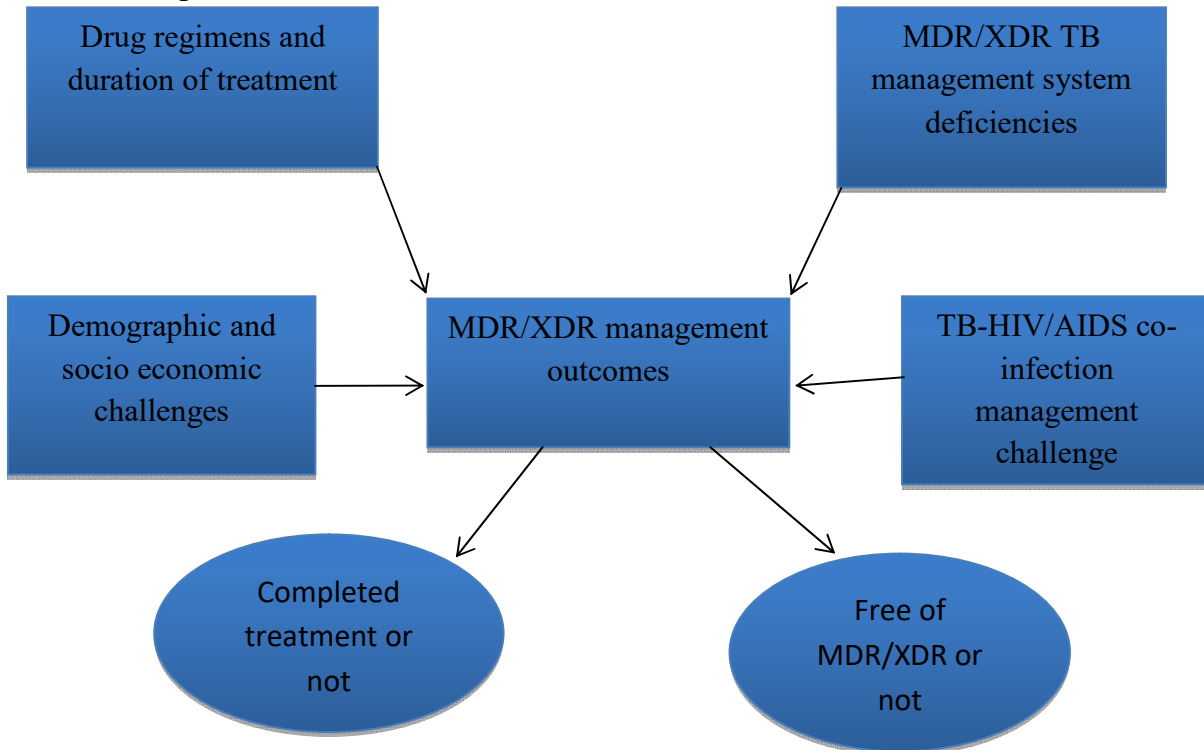 Drug regimens and
duration of treatment
MDR/XDR TB
management system
deficiencies
Demographic and
socio economic
challenges
MDR/XDR management
outcomes
TB-HIV/AIDS co-
infection
management
challenge
Completed
treatment or
not
Free of
MDR/XDR or
not